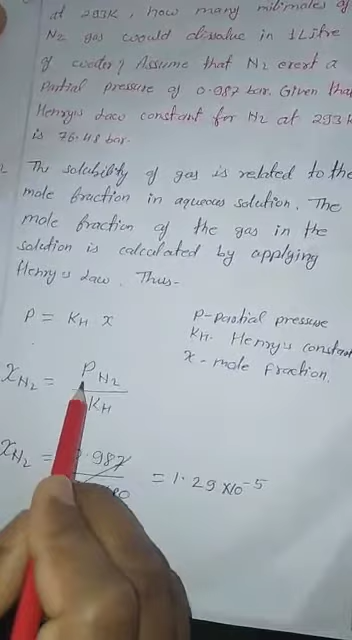 at 293K, how many milimoles of
N2 gas would dissolve in 1 Litre
of water? Assume that N2 exert a
Partial pressure of 0.987 bar. Given that
Henry's law constant for N2 at 293 K
is 76.48 bar.
The solubility of gas is related to the
mole fraction in aqueous solution. The
mole fraction of the gas in the
solution is calculated by applying
Henry's law. Thus-
P = KH x
P-partial pressure
KH. Henry's constant
x - mole fraction.
xN2 = PN2 / KH
xN2 = .987 / = 1.29 x10-5